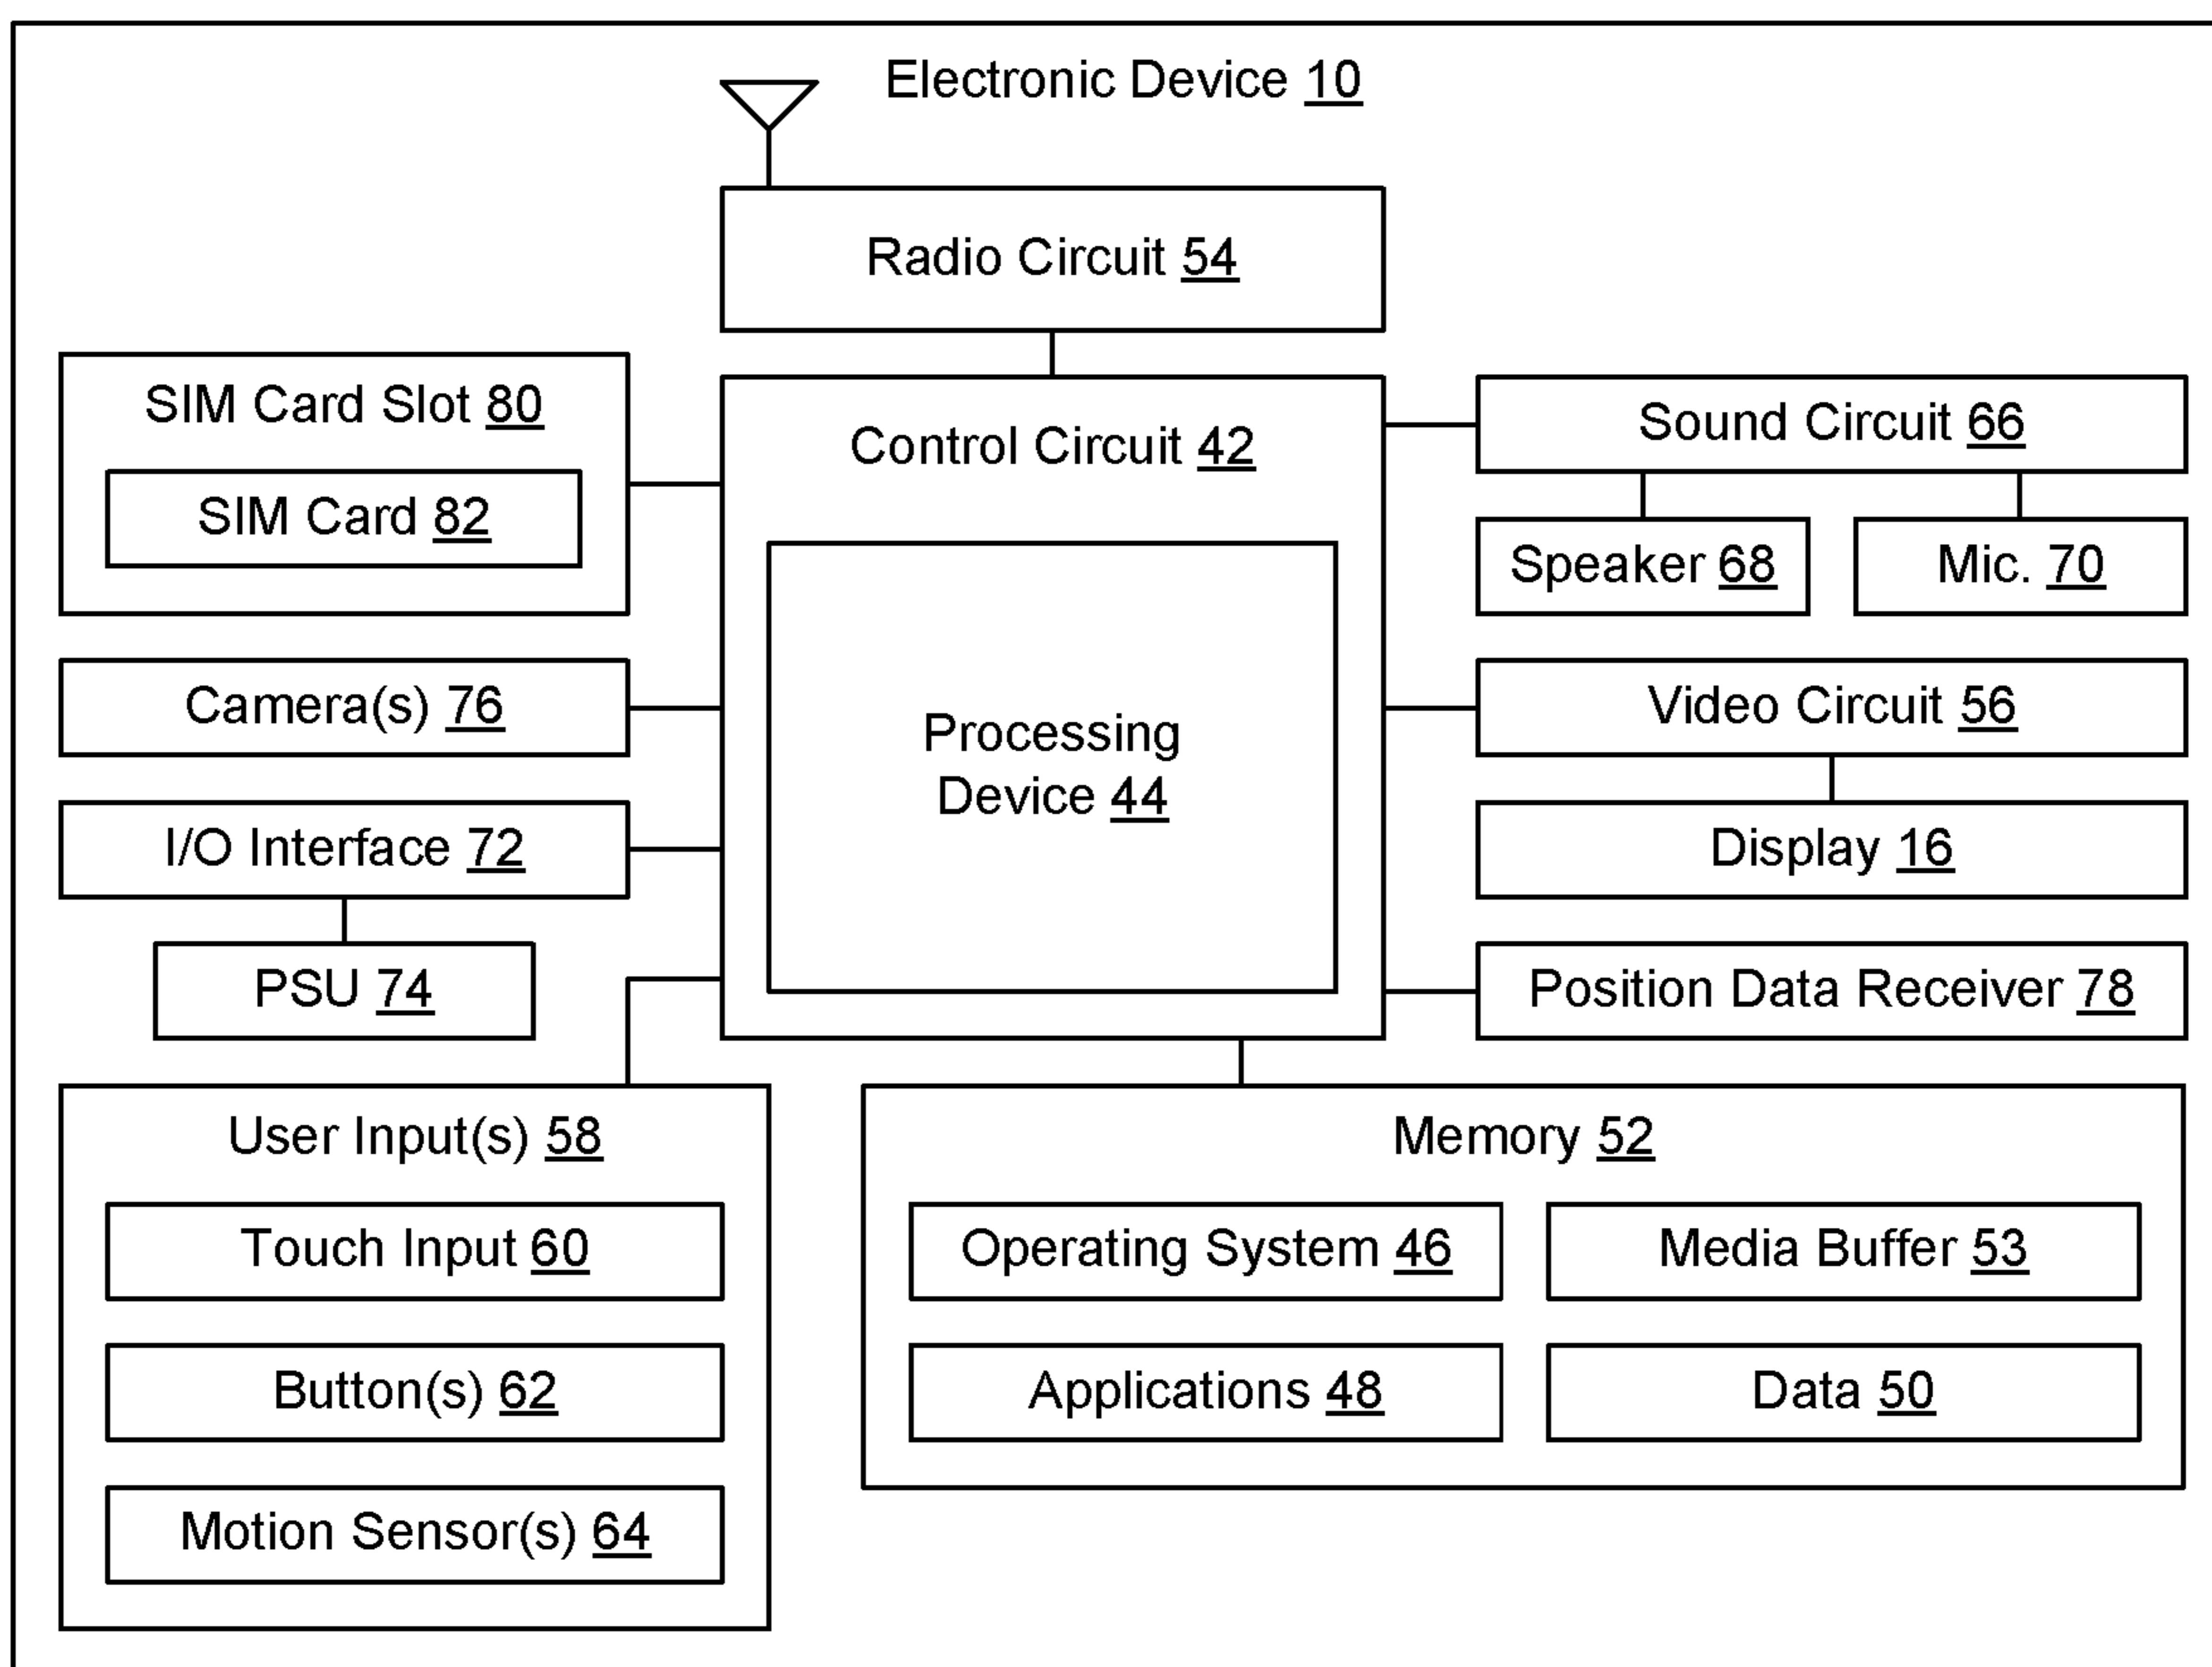 Electronic Device 10
Radio Circuit 54
SIM Card Slot 80
SIM Card 82
Control Circuit 42
Sound Circuit 66
Speaker 68
Mic. 70
Camera(s) 76
Processing
Device 44
Video Circuit 56
I/O Interface 72
Display 16
PSU 74
Position Data Receiver 78
User Input(s) 58
Touch Input 60
Button(s) 62
Motion Sensor(s) 64
Memory 52
Operating System 46
Media Buffer 53
Applications 48
Data 50